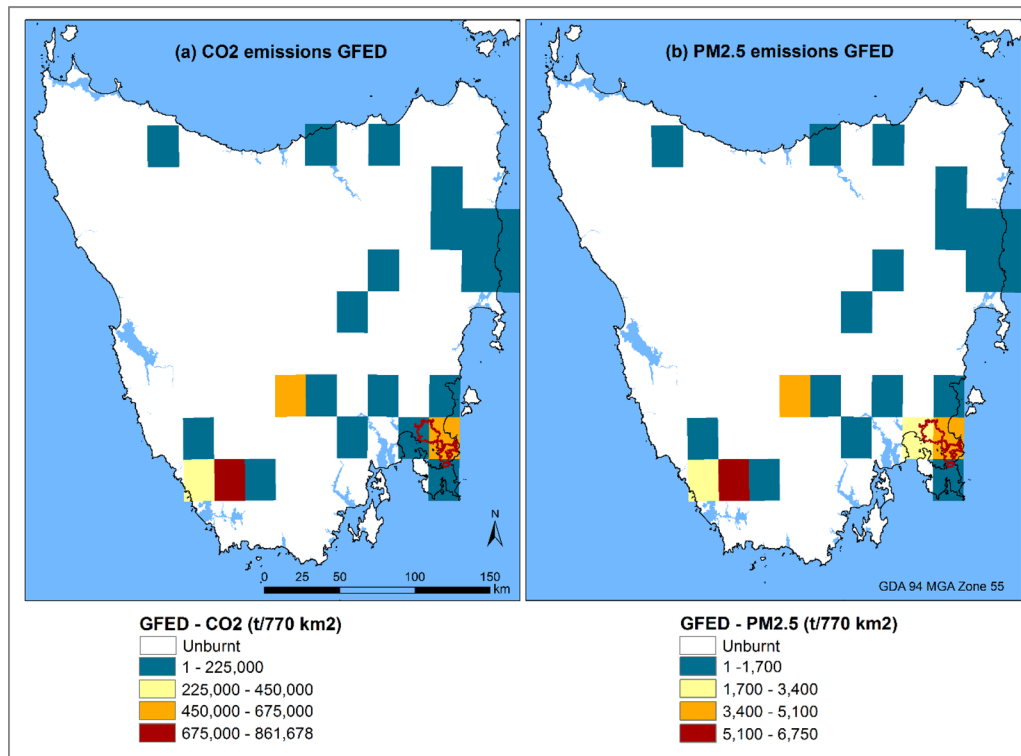 (a) CO2 emissions GFED
(b) PM2.5 emissions GFED
N
0 25 50 100 150
km
GDA 94 MGA Zone 55
GFED - CO2 (t/770 km2)
Unburnt
1 - 225,000
225,000 - 450,000
450,000 - 675,000
675,000 - 861,678
GFED - PM2.5 (t/770 km2)
Unburnt
1 -1,700
1,700 - 3,400
3,400 - 5,100
5,100 - 6,750